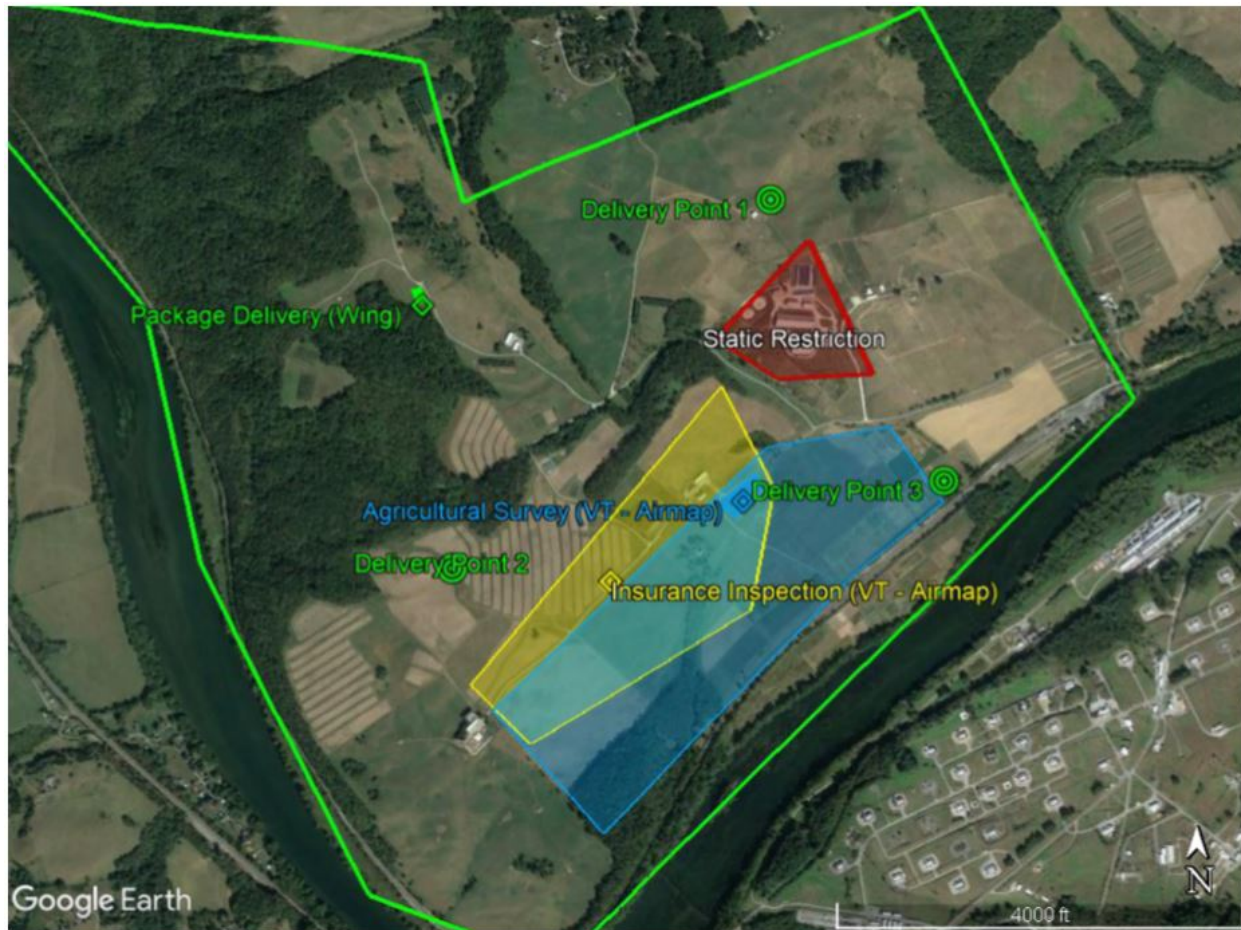 Delivery Point 1
Package Delivery (Wing)
Static Restriction
Agricultural Survey (VT - Airmap)
Delivery Point 3
Delivery Point 2
Insurance Inspection (VT - Airmap)
N
Google Earth
4000 ft